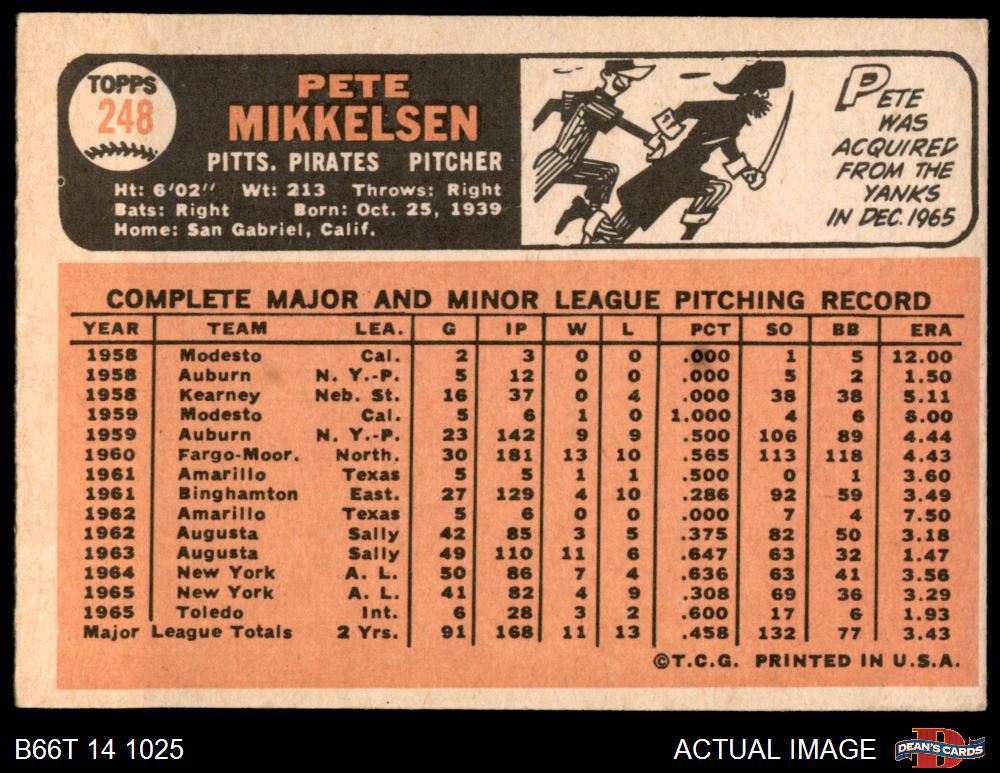 TOPPS
248
PETE
MIKKELSEN
PITTS. PIRATES PITCHER
Ht: 6'02" Wt: 213 Throws: Right
Bats: Right Born: Oct. 25, 1939
Home: San Gabriel, Calif.
PETE
WAS
ACQUIRED
FROM THE
YANKS
IN DEC. 1965
COMPLETE MAJOR AND MINOR LEAGUE PITCHING RECORD
YEAR TEAM LEA. G IP W L PCT SO BB ERA
1958 Modesto Cal. 2 3 0 0 .000 1 5 12.00
1958 Auburn N. Y.-P. 5 12 0 0 .000 5 2 1.50
1958 Kearney Neb. St. 16 37 0 4 .000 38 38 5.11
1959 Modesto Cal. 5 6 1 0 1.000 4 6 6.00
1959 Auburn N. Y.-P. 23 142 9 9 .500 106 89 4.44
1960 Fargo-Moor. North. 30 181 13 10 .565 113 118 4.43
1961 Amarillo Texas 5 5 1 1 .500 0 1 3.60
1961 Binghamton East. 27 129 4 10 .286 92 59 3.49
1962 Amarillo Texas 5 6 0 0 .000 7 4 7.50
1962 Augusta Sally 42 85 3 5 .375 82 50 3.18
1963 Augusta Sally 49 110 11 6 .647 63 32 1.47
1964 New York A. L. 50 86 7 4 .636 63 41 3.56
1965 New York A. L. 41 82 4 9 .308 69 36 3.29
1965 Toledo Int. 6 28 3 2 .600 17 6 1.93
Major League Totals 2 Yrs. 91 168 11 13 .458 132 77 3.43
©T.C.G. PRINTED IN U.S.A.
B66T 14 1025
ACTUAL IMAGE
D
DEAN'S CARDS